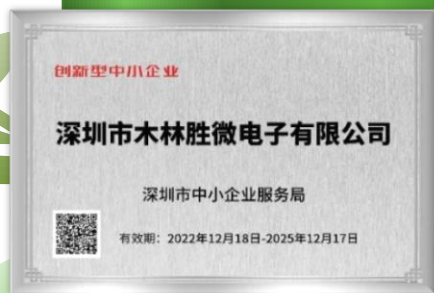 创新型中小企业
深圳市木林胜微电子有限公司
深圳市中小企业服务局
有效期：2022年12月18日-2025年12月17日